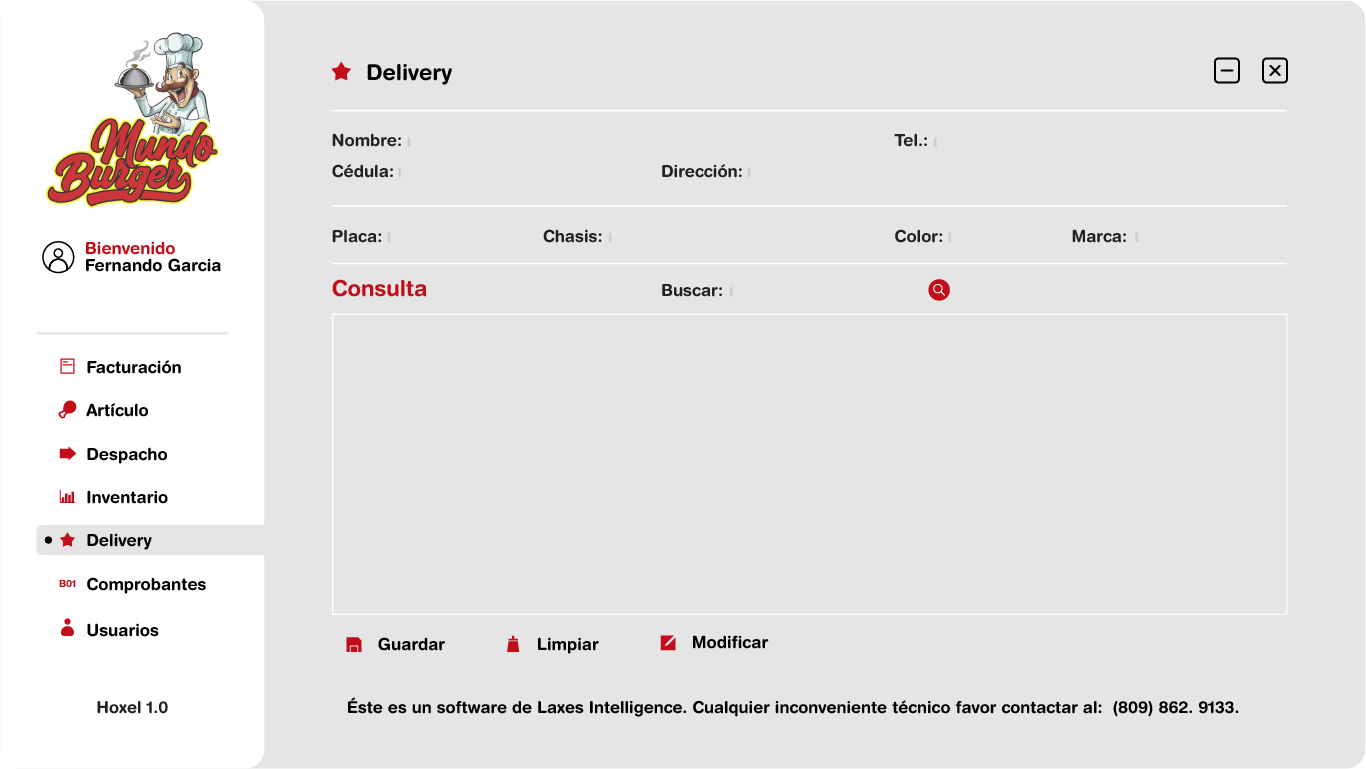 Mundo
Burger
Bienvenido
Fernando Garcia
Facturación
Artículo
Despacho
Inventario
Delivery
B01 Comprobantes
Usuarios
Hoxel 1.0
Delivery
Nombre: Tel.:
Cédula: Dirección:
Placa: Chasis: Color: Marca:
Consulta Buscar:
Guardar Limpiar Modificar
Éste es un software de Laxes Intelligence. Cualquier inconveniente técnico favor contactar al: (809) 862. 9133.